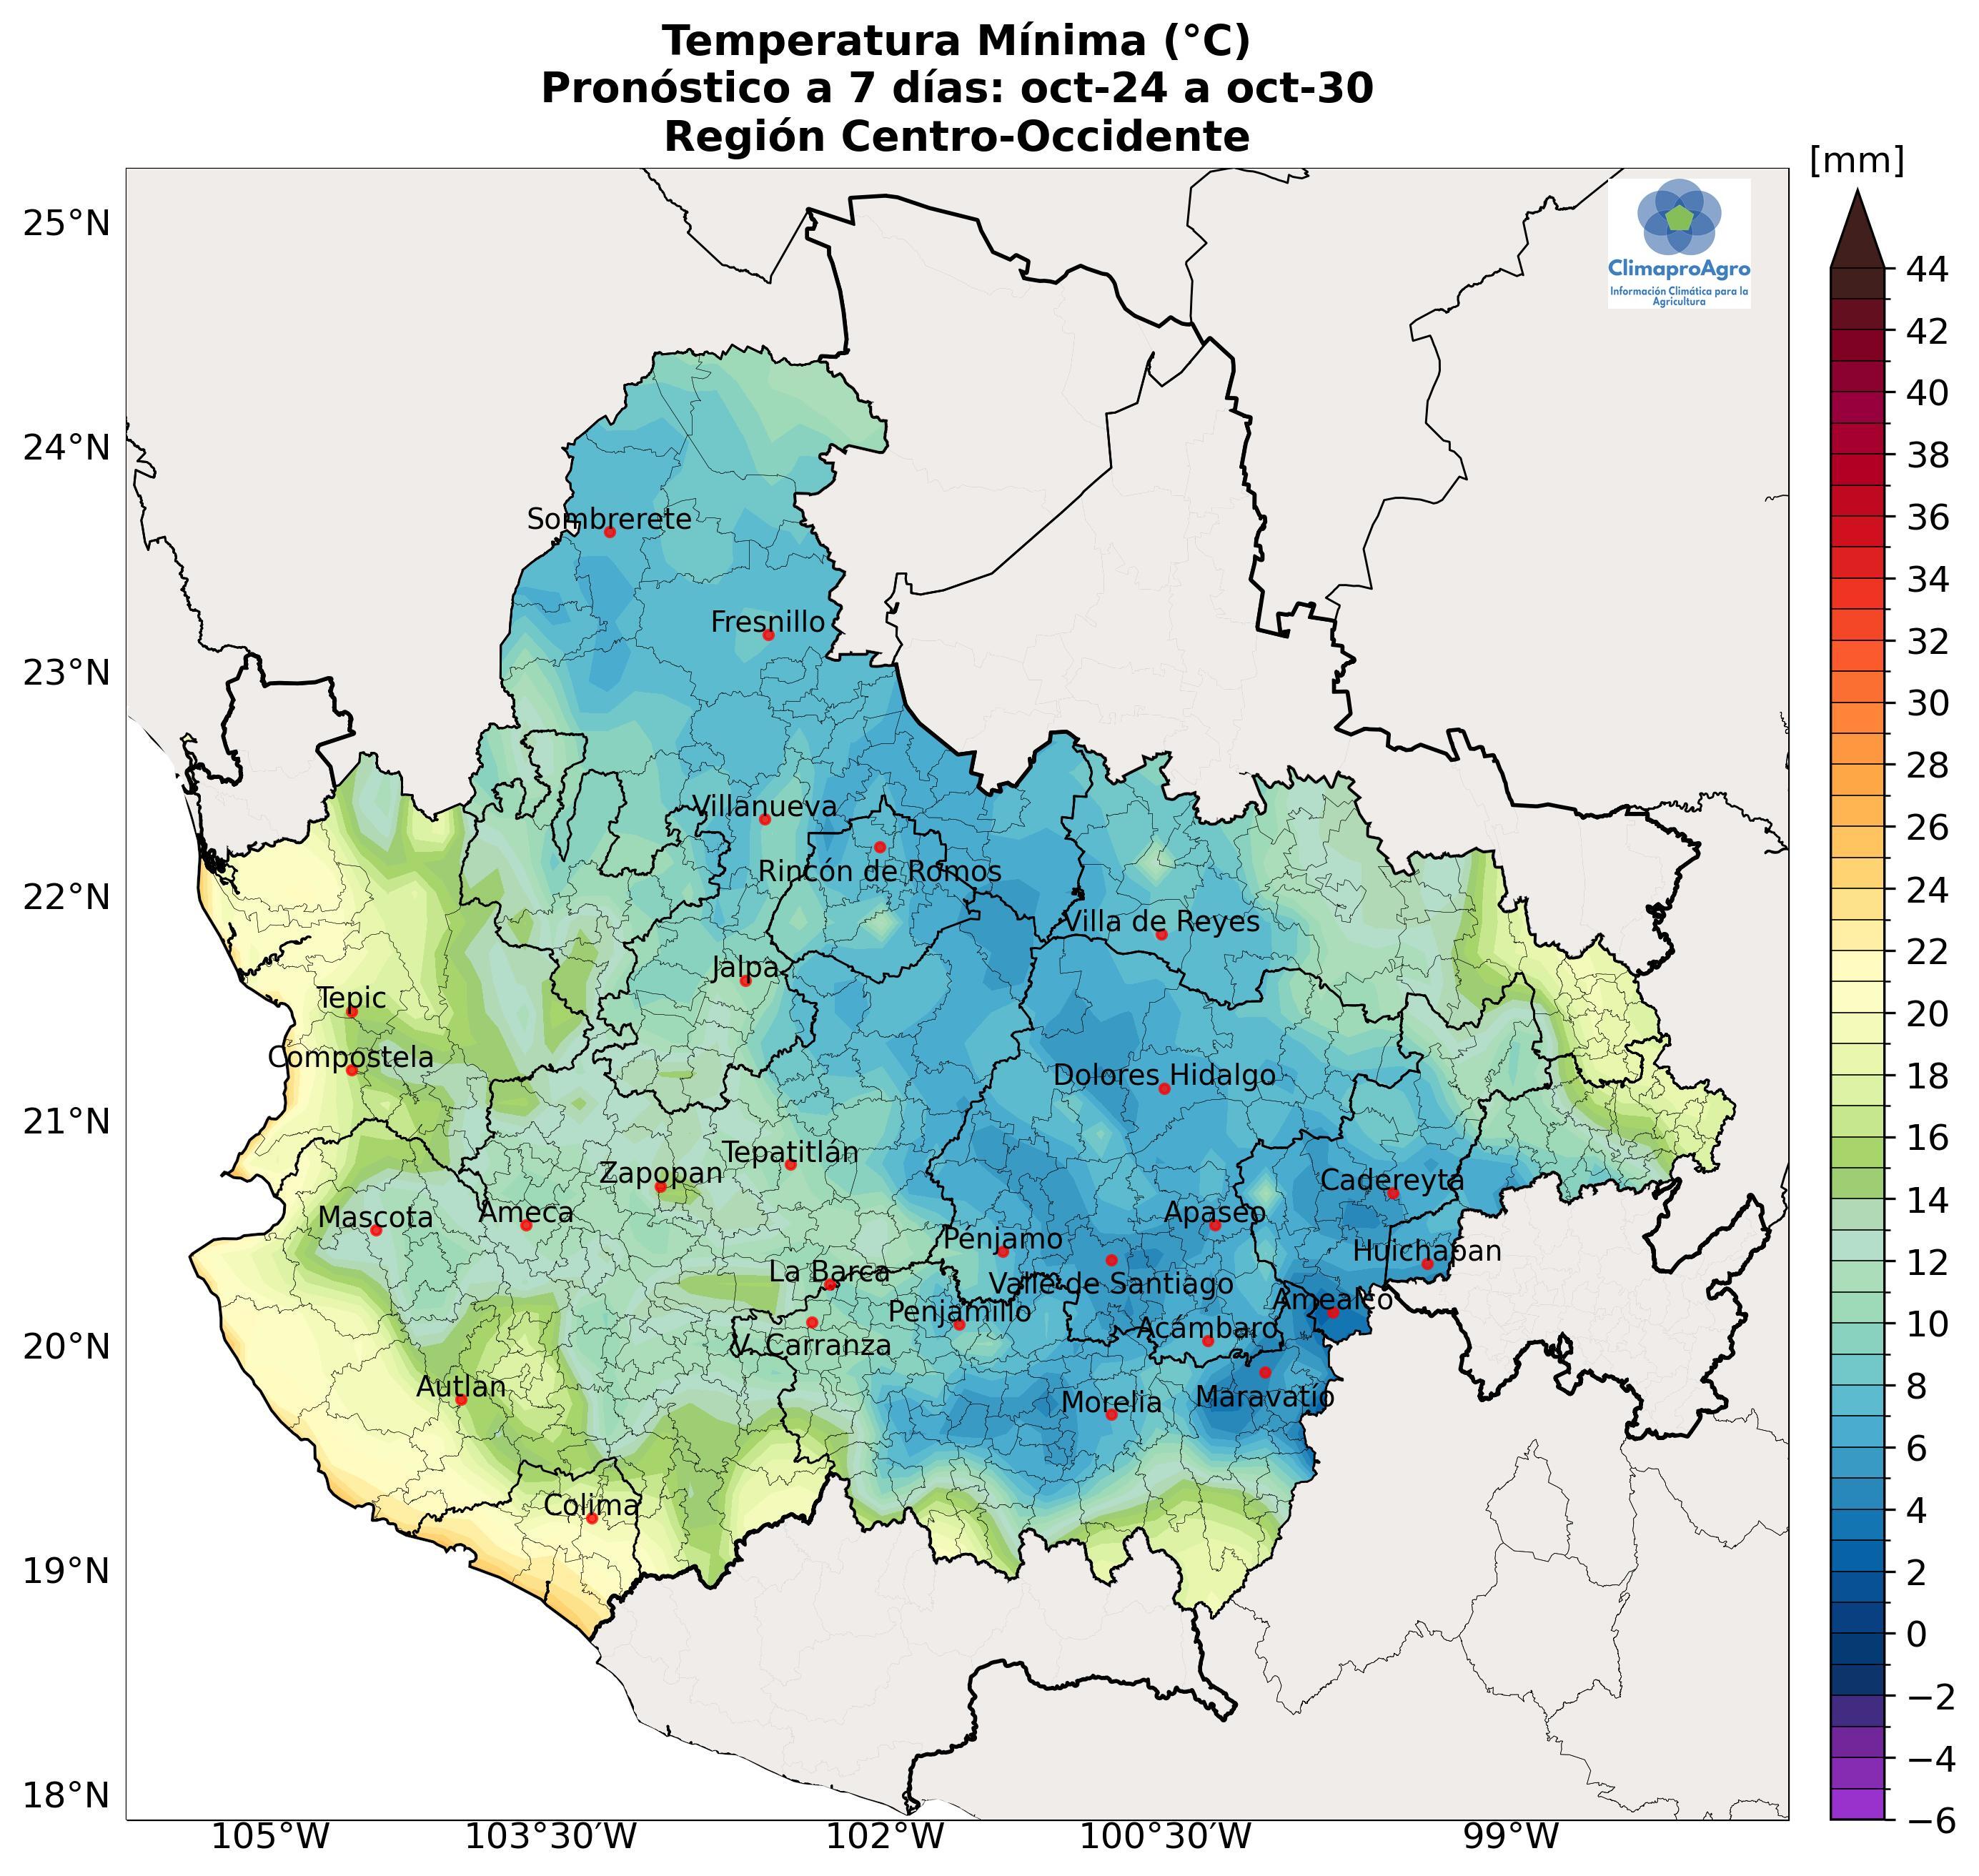 Temperatura Mínima (°C)
Pronóstico a 7 días: oct-24 a oct-30
Región Centro-Occidente
[mm]
ClimaproAgro
Información Climática para la
Agricultura
25°N
24°N
23°N
22°N
21°N
20°N
19°N
18°N
Sombrerete
Fresnillo
Villanueva
Rincón de Romos
Villa de Reyes
Jalpa
Tepic
Compostela
Dolores Hidalgo
Tepatitlán
Zapopan
Cadereyta
Mascota
Ameca
Apaseo
Pénjamo
Huichapan
La Barca
Valle de Santiago
Amealco
Penjamillo
Acámbaro
V. Carranza
Autlan
Maravatío
Morelia
Colima
105°W
103°30'W
102°W
100°30'W
99°W
44
42
40
38
36
34
32
30
28
26
24
22
20
18
16
14
12
10
8
6
4
2
0
−2
−4
−6